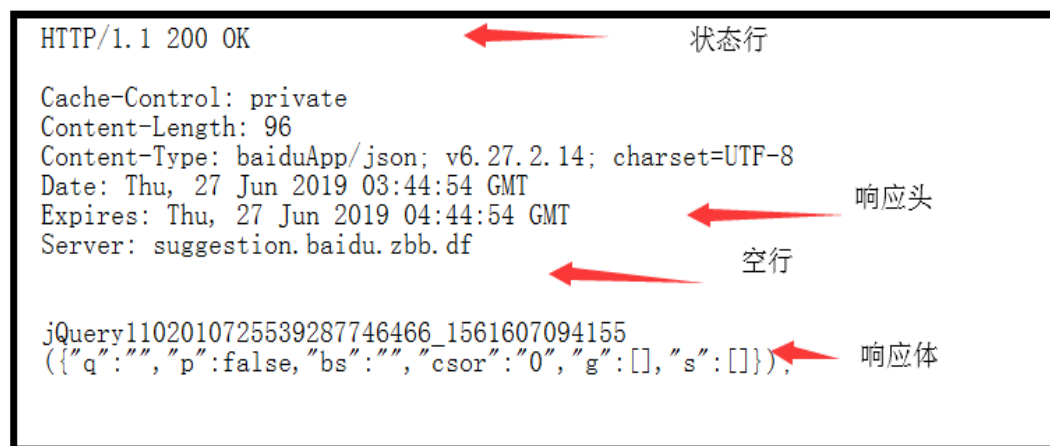 HTTP/1.1 200 OK 状态行
Cache-Control: private
Content-Length: 96
Content-Type: baiduApp/json; v6.27.2.14; charset=UTF-8
Date: Thu, 27 Jun 2019 03:44:54 GMT
Expires: Thu, 27 Jun 2019 04:44:54 GMT
响应头
Server: suggestion.baidu.zbb.df
空行
jQuery1102010725539287746466_1561607094155
({"q":"","p":false,"bs":"","csor":"0","g":[],"s":[]});
响应体